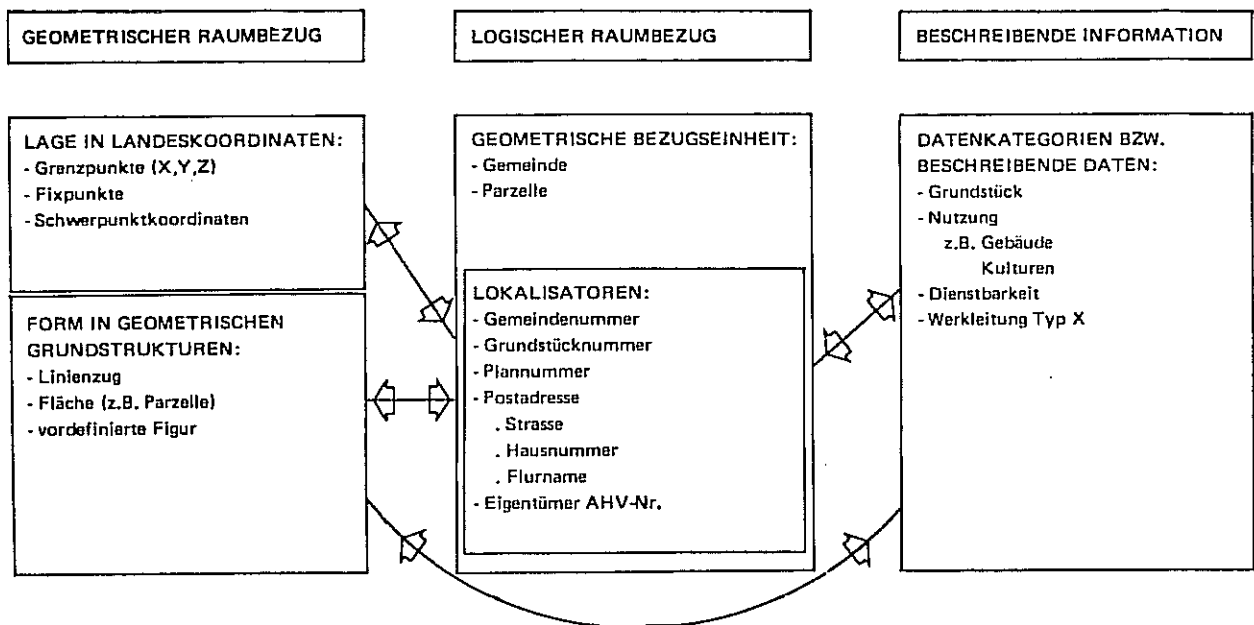 GEOMETRISCHER RAUMBEZUG
LOGISCHER RAUMBEZUG
BESCHREIBENDE INFORMATION
LAGE IN LANDESKOORDINATEN:
- Grenzpunkte (X,Y,Z)
- Fixpunkte
- Schwerpunktkoordinaten
FORM IN GEOMETRISCHEN
GRUNDSTRUKTUREN:
- Linienzug
- Fläche (z.B. Parzelle)
- vordefinierte Figur
GEOMETRISCHE BEZUGSEINHEIT:
- Gemeinde
- Parzelle
LOKALISATOREN:
- Gemeindenummer
- Grundstücknummer
- Plannummer
- Postadresse
. Strasse
. Hausnummer
. Flurname
- Eigentümer AHV-Nr.
DATENKATEGORIEN BZW.
BESCHREIBENDE DATEN:
- Grundstück
- Nutzung
z.B. Gebäude
Kulturen
- Dienstbarkeit
- Werkleitung Typ X